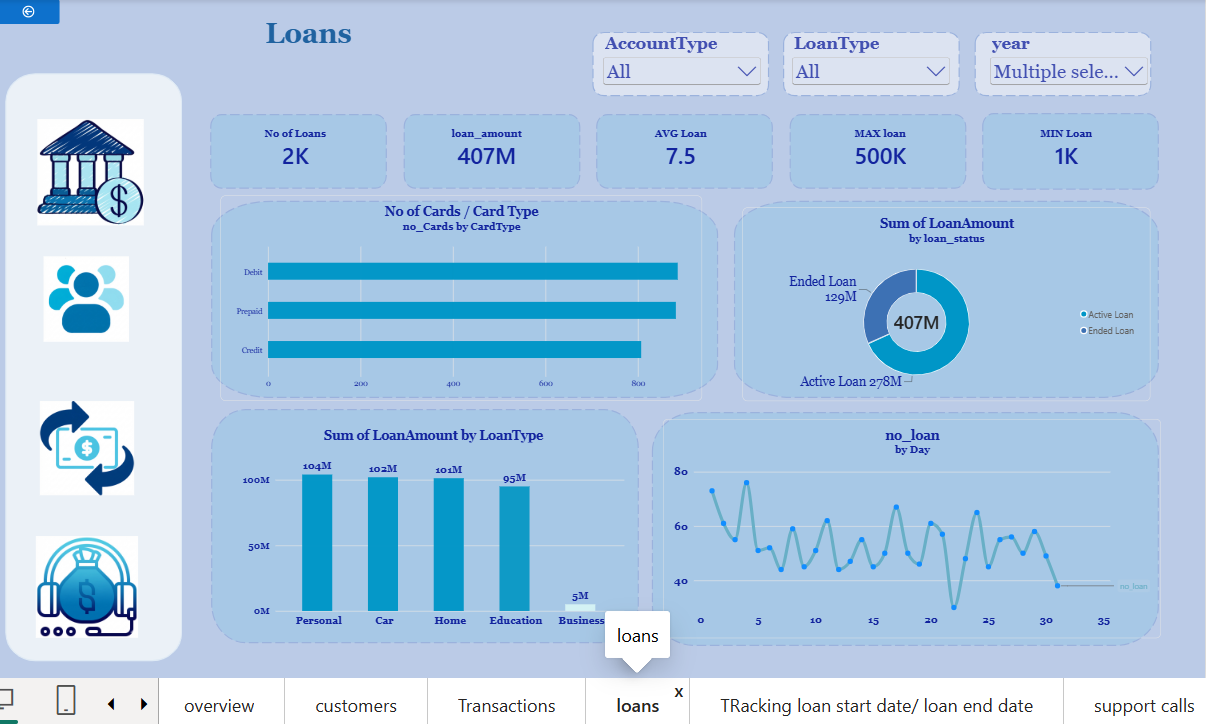 Loans
AccountType
All
LoanType
All
year
Multiple sele...
No of Loans
2K
loan_amount
407M
AVG Loan
7.5
MAX loan
500K
MIN Loan
1K
No of Cards / Card Type
no_Cards by CardType
Debit
Prepaid
Credit
0 200 400 600 800
Sum of LoanAmount
by loan_status
Ended Loan
129M
407M
Active Loan 278M
Active Loan
Ended Loan
Sum of LoanAmount by LoanType
100M
50M
0M
104M
102M
101M
95M
5M
Personal Car Home Education Business
no_loan
by Day
80
60
40
no_loan
0 5 10 15 20 25 30 35
loans
overview
customers
Transactions
loans
x
TRacking loan start date/ loan end date
support calls